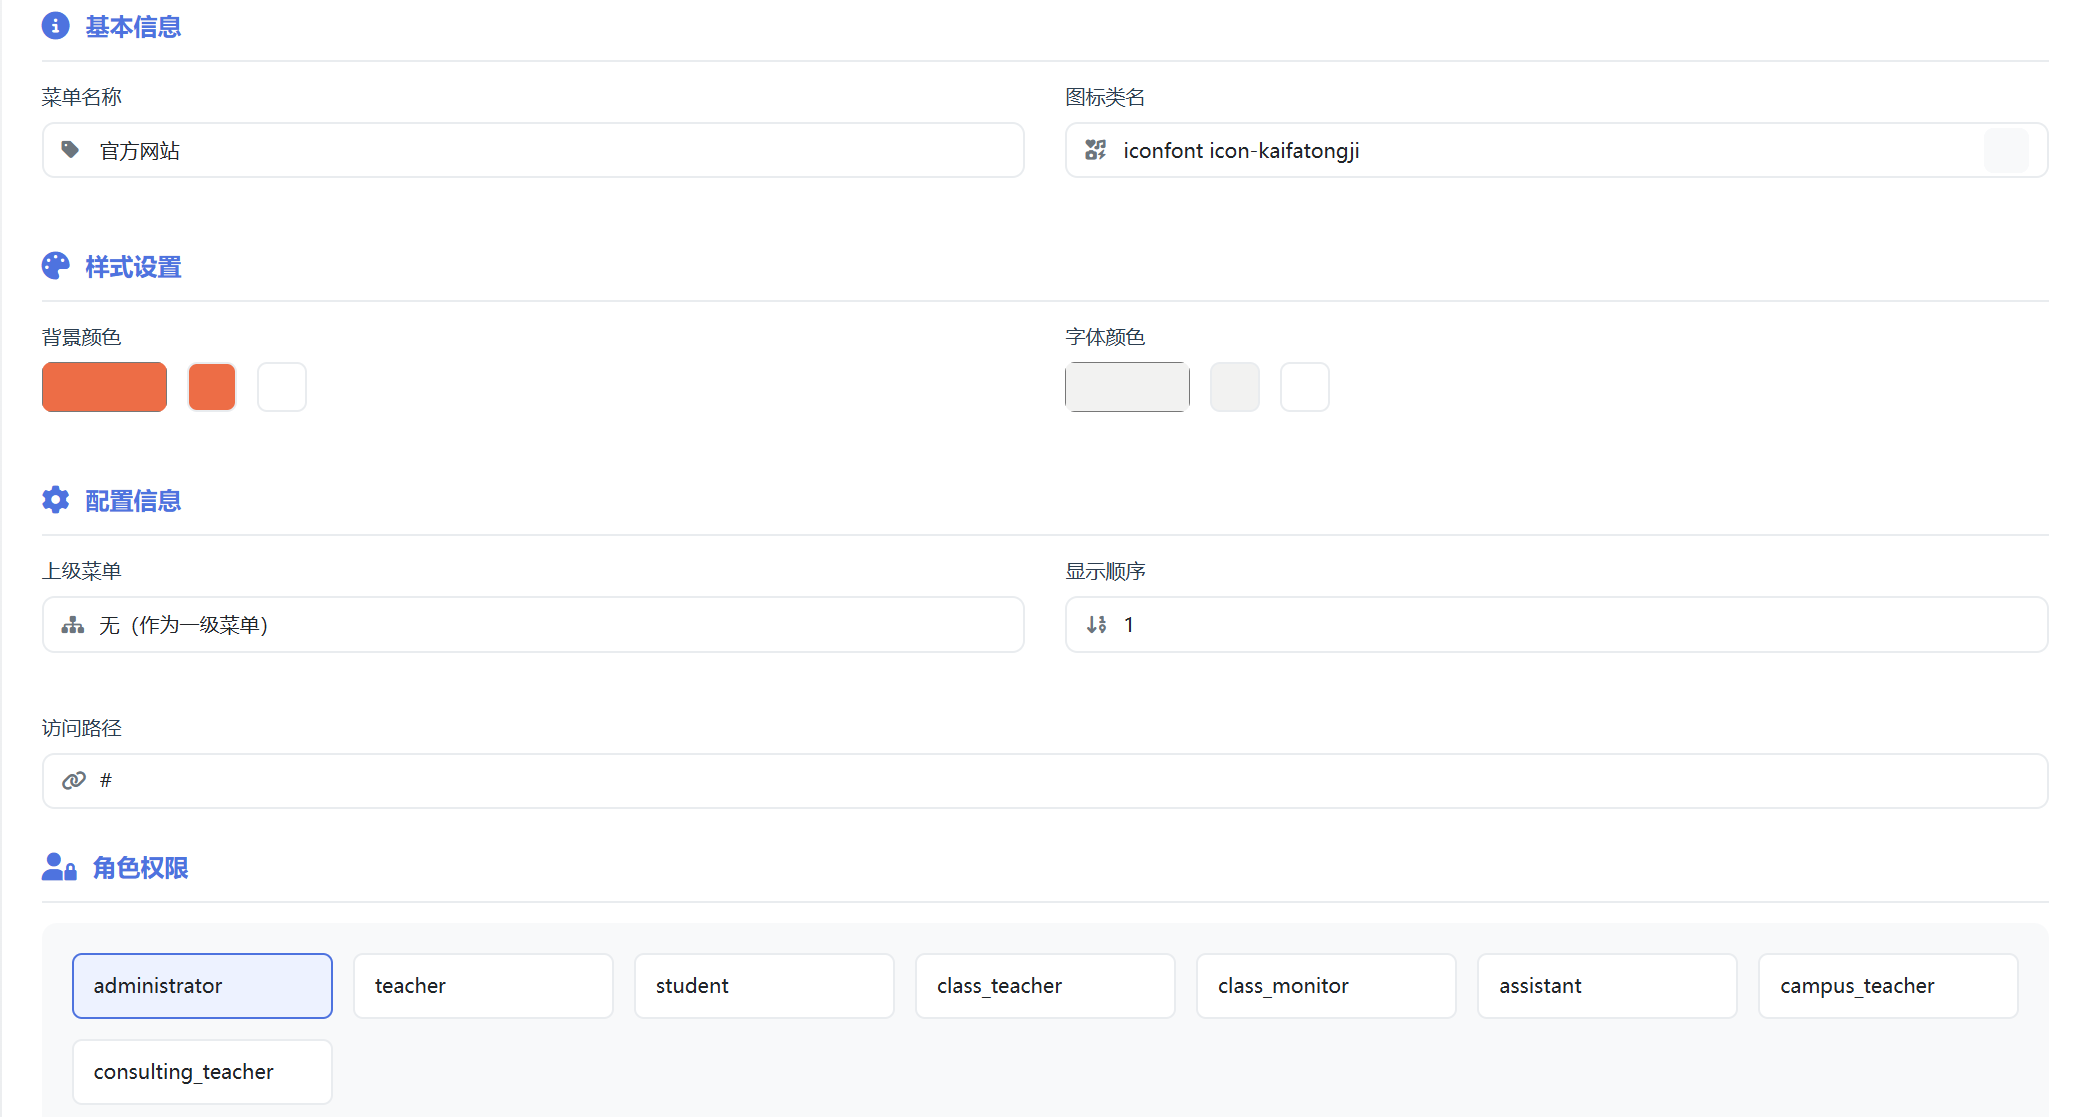 基本信息
菜单名称
图标类名
官方网站
iconfont icon-kaifatongji
样式设置
背景颜色
字体颜色
配置信息
上级菜单
显示顺序
无（作为一级菜单）
1
访问路径
#
角色权限
administrator
teacher
student
class_teacher
class_monitor
assistant
campus_teacher
consulting_teacher